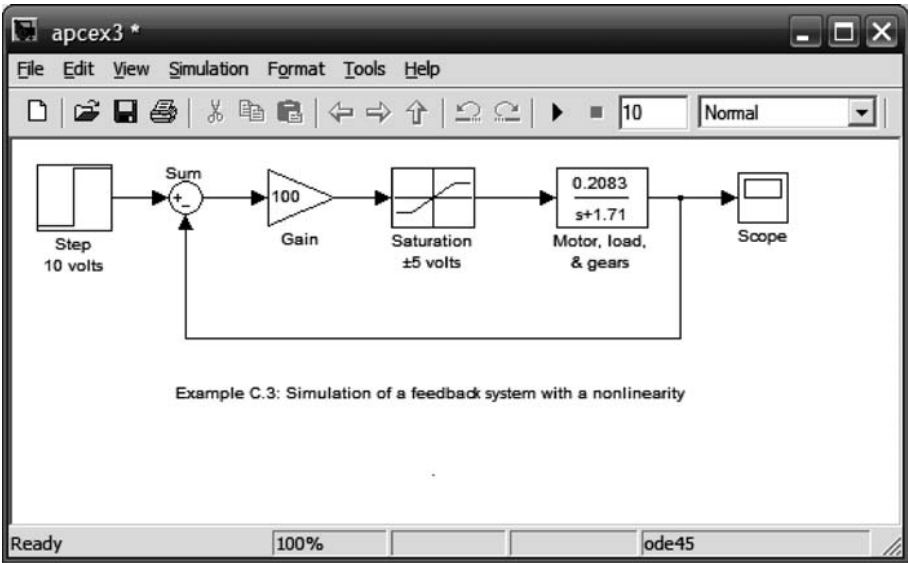 apcex3 *
File Edit View Simulation Format Tools Help
10 Normal
Sum
+
-
100
0.2083
s+1.71
Step
10 volts
Gain
Saturation
±5 volts
Motor, load,
& gears
Scope
Example C.3: Simulation of a feedback system with a nonlinearity
Ready 100% ode45